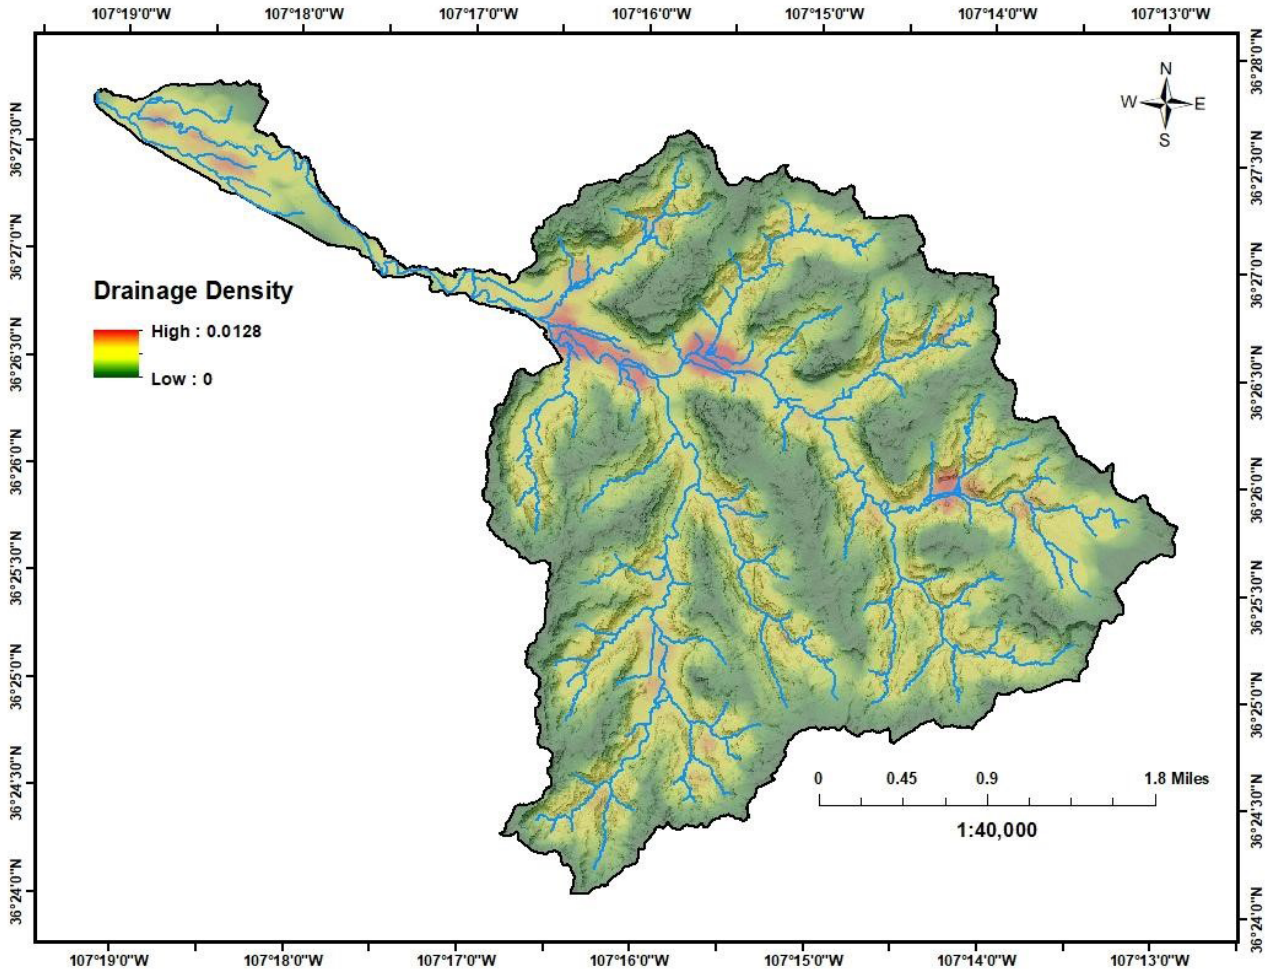 107°19'0"W 107°18'0"W 107°17'0"W 107°16'0"W 107°15'0"W 107°14'0"W 107°13'0"W
N
W E
S
36°28'0"N
36°27'30"N
36°27'30"N
36°27'0"N
36°27'0"N
Drainage Density
High : 0.0128
Low : 0
36°26'30"N
36°26'30"N
36°26'0"N
36°26'0"N
36°25'30"N
36°25'30"N
36°25'0"N
36°25'0"N
36°24'30"N
36°24'30"N
0 0.45 0.9 1.8 Miles
1:40,000
36°24'0"N
36°24'0"N
107°19'0"W 107°18'0"W 107°17'0"W 107°16'0"W 107°15'0"W 107°14'0"W 107°13'0"W